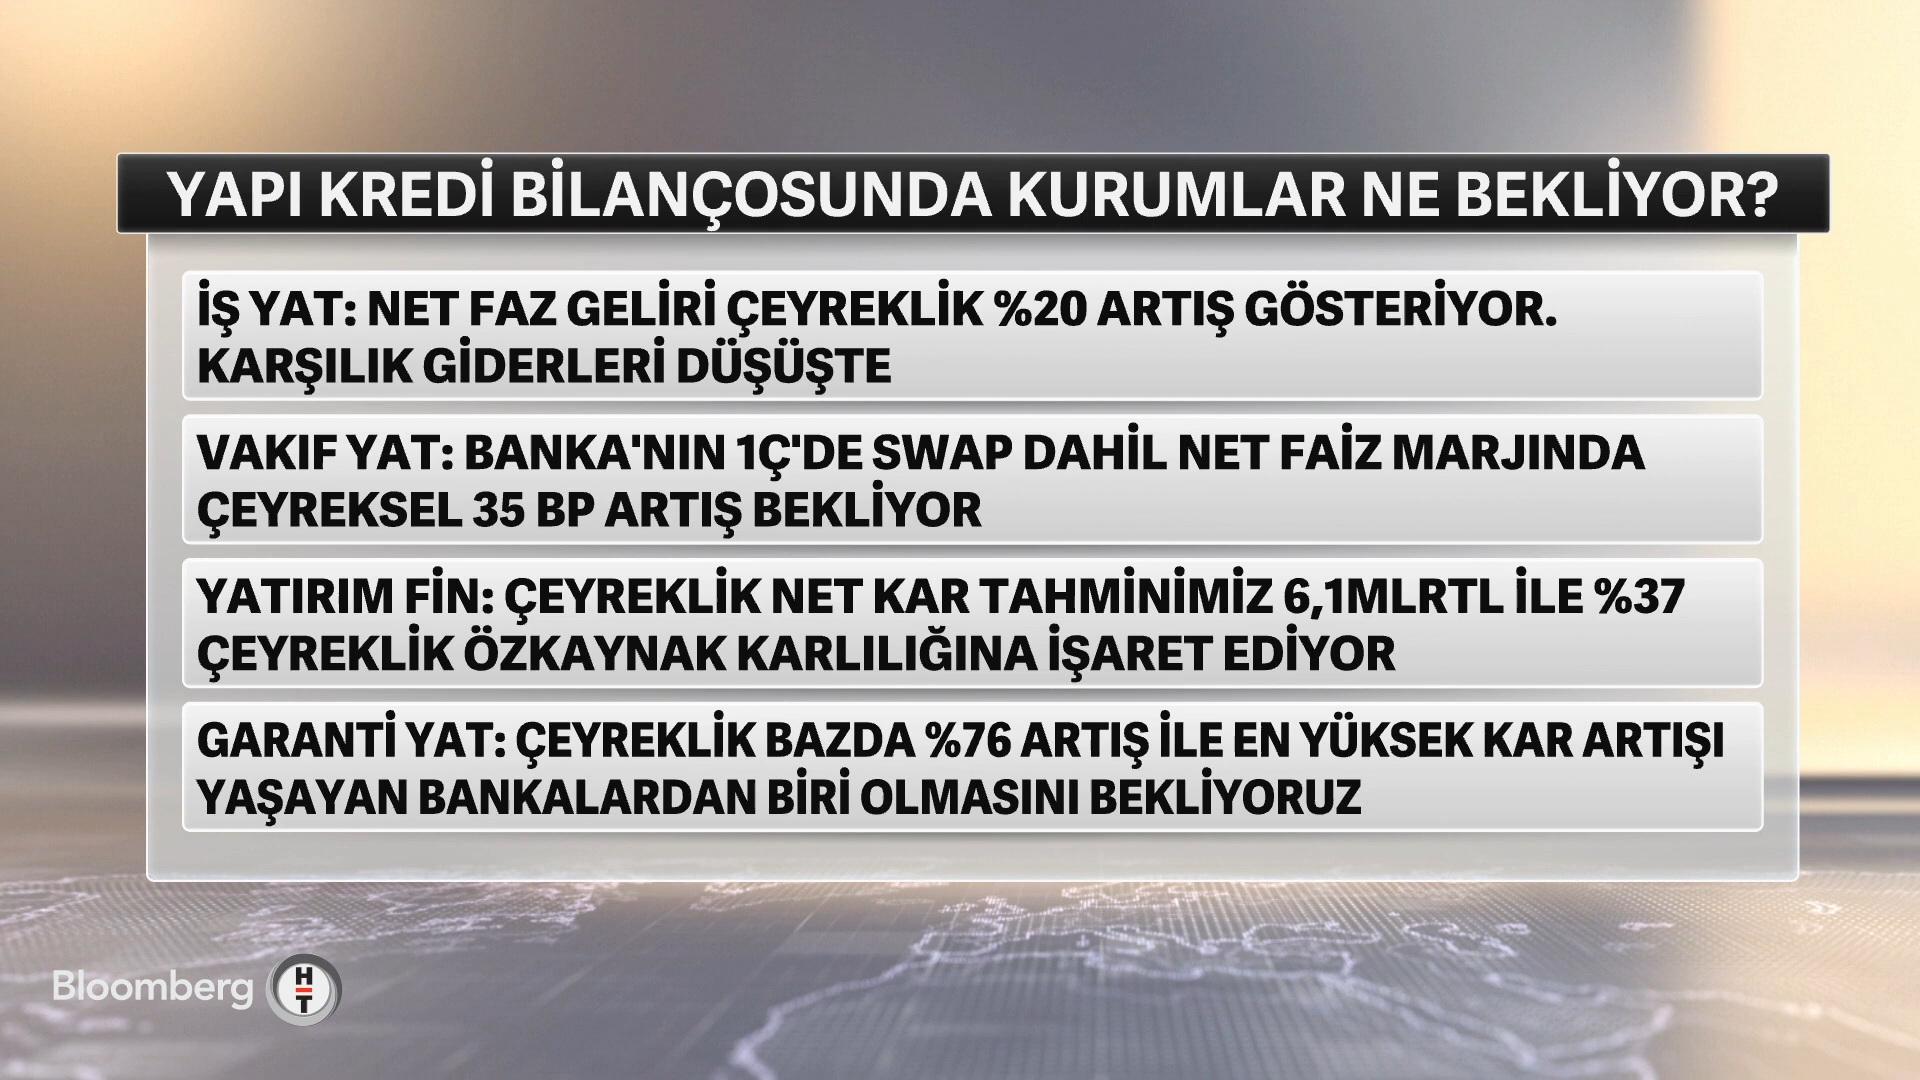 YAPI KREDİ BİLANÇOSUNDA KURUMLAR NE BEKLİYOR?
İŞ YAT: NET FAZ GELİRİ ÇEYREKLİK %20 ARTIŞ GÖSTERİYOR.
KARŞILIK GİDERLERİ DÜŞÜŞTE
VAKIF YAT: BANKA'NIN 1Ç'DE SWAP DAHİL NET FAİZ MARJINDA
ÇEYREKSEL 35 BP ARTIŞ BEKLİYOR
YATIRIM FİN: ÇEYREKLİK NET KAR TAHMİNİMİZ 6,1MLRTL İLE %37
ÇEYREKLİK ÖZKAYNAK KARLILIĞINA İŞARET EDİYOR
GARANTİ YAT: ÇEYREKLİK BAZDA %76 ARTIŞ İLE EN YÜKSEK KAR ARTIŞI
YAŞAYAN BANKALARDAN BİRİ OLMASINI BEKLİYORUZ
Bloomberg HT